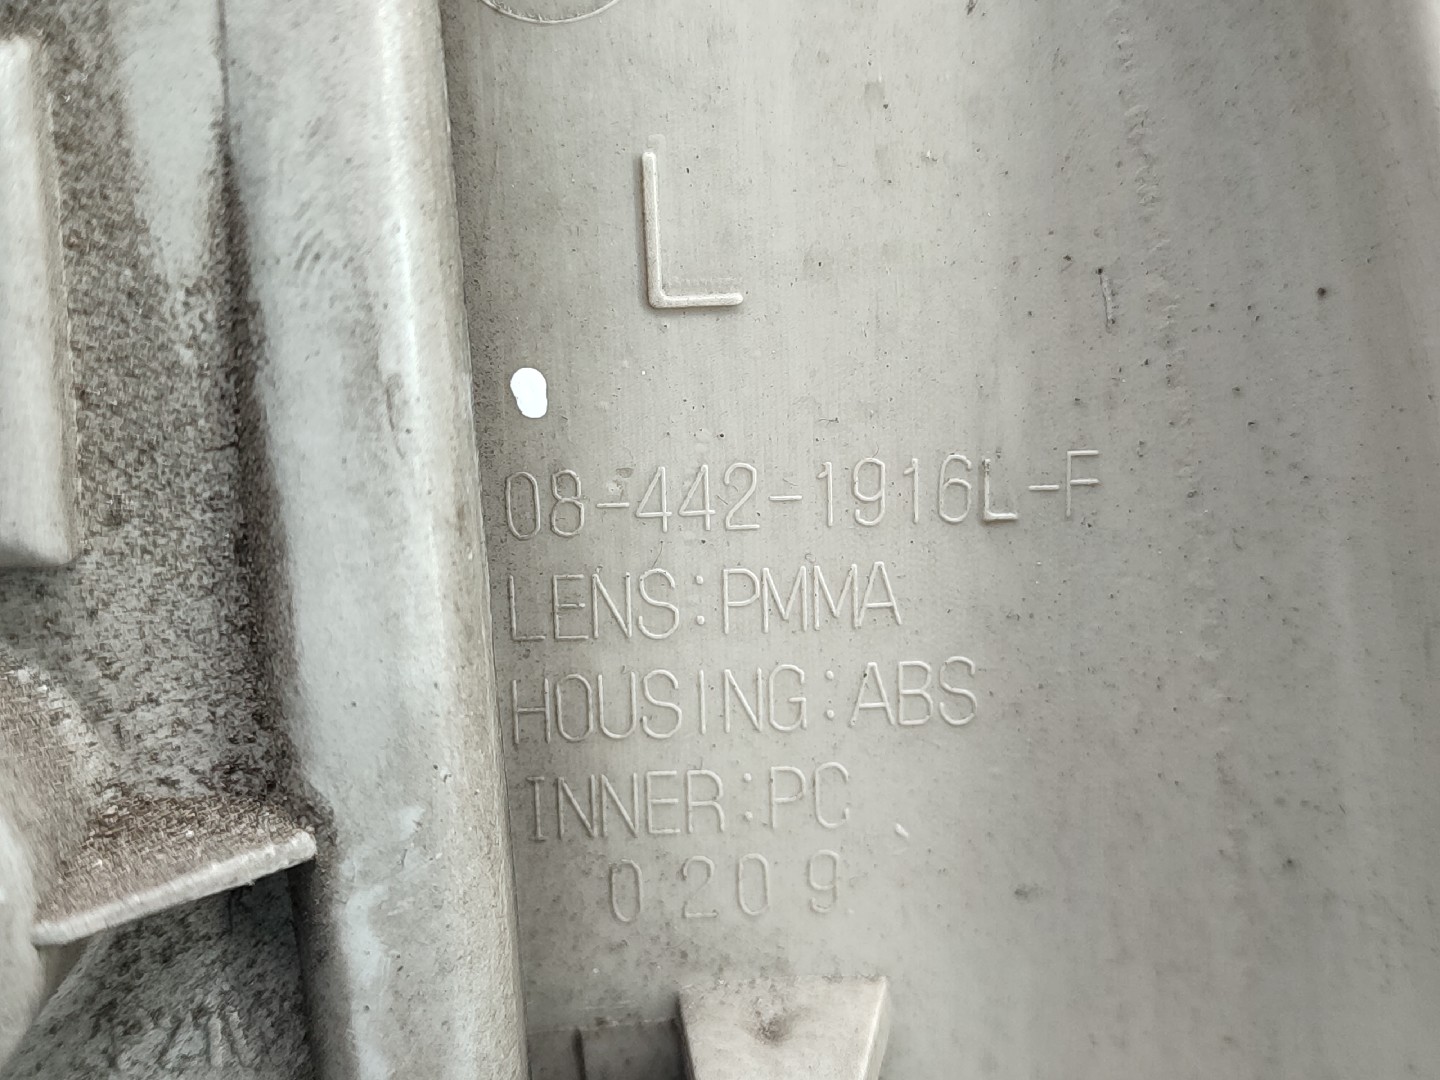 L
08-442-1916L-F
LENS:PMMA
HOUSING:ABS
INNER:PC
0209